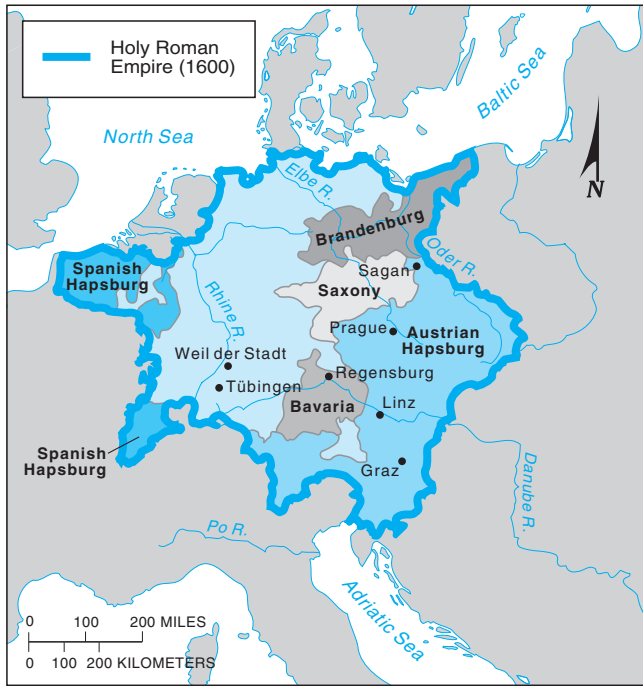 Holy Roman
Empire (1600)
Baltic Sea
North Sea
N
Elbe R.
Brandenburg
Oder R.
Spanish
Hapsburg
Sagan
Saxony
Rhine R.
Prague
Austrian
Hapsburg
Weil der Stadt
Regensburg
Tübingen
Bavaria
Linz
Spanish
Hapsburg
Graz
Danube R.
Po R.
Adriatic Sea
0 100 200 MILES
0 100 200 KILOMETERS